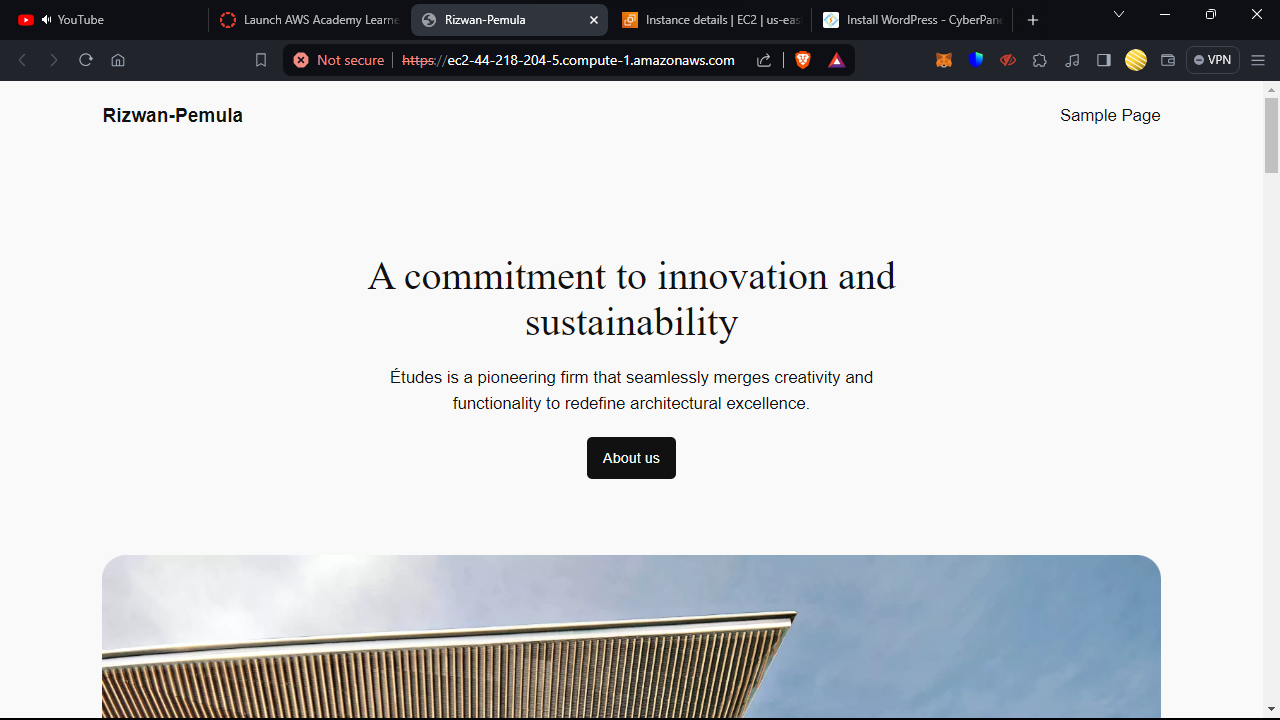 YouTube
Launch AWS Academy Learne
Rizwan-Pemula
Instance details | EC2 | us-eas
Install WordPress - CyberPane
Not secure
https://ec2-44-218-204-5.compute-1.amazonaws.com
VPN
Rizwan-Pemula
Sample Page
A commitment to innovation and
sustainability
Études is a pioneering firm that seamlessly merges creativity and
functionality to redefine architectural excellence.
About us